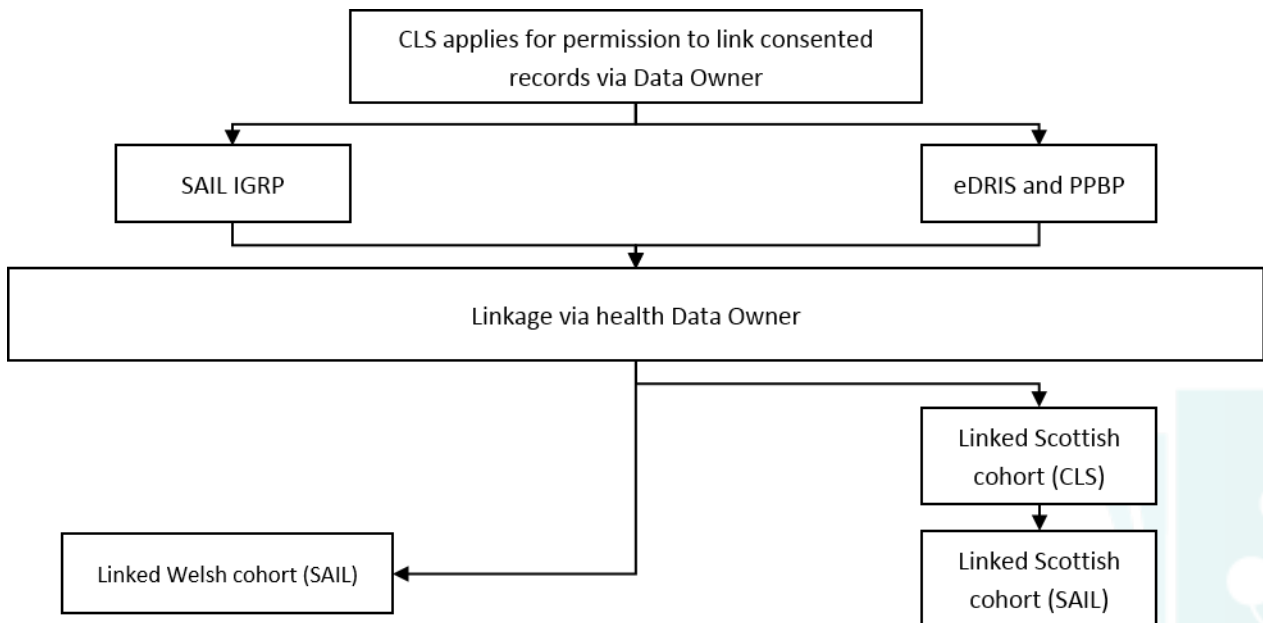 CLS applies for permission to link consented
records via Data Owner
SAIL IGRP
eDRIS and PPBP
Linkage via health Data Owner
Linked Scottish
cohort (CLS)
Linked Welsh cohort (SAIL)
Linked Scottish
cohort (SAIL)